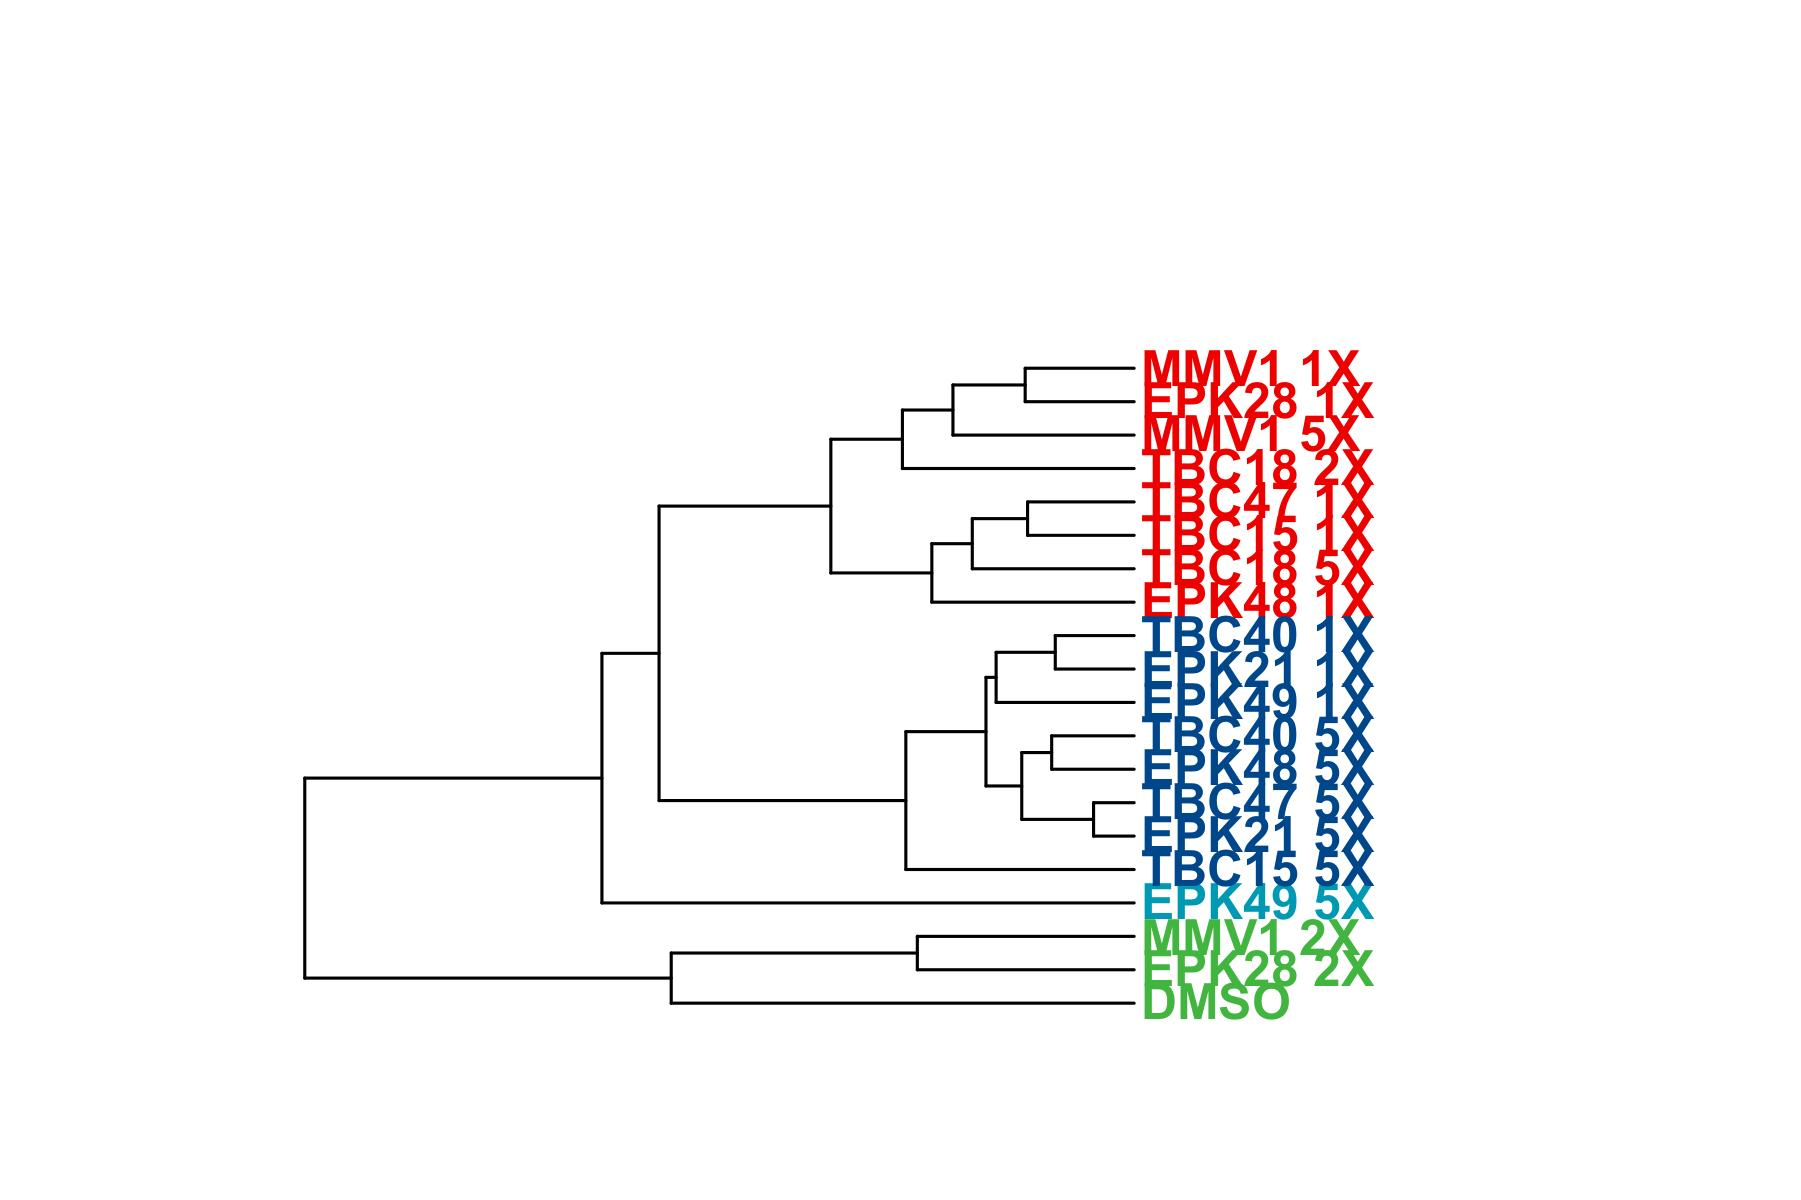 MMV1 1X
EPK28 1X
MMV1 5X
TBC18 2X
TBC47 1X
TBC15 1X
TBC18 5X
EPK48 1X
TBC40 1X
EPK21 1X
EPK49 1X
TBC40 5X
EPK48 5X
TBC47 5X
EPK21 5X
TBC15 5X
EPK49 5X
MMV1 2X
EPK28 2X
DMSO